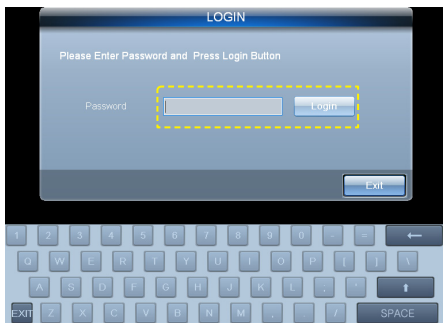 LOGIN
Please Enter Password and Press Login Button
Password
Login
Exit
1 2 3 4 5 6 7 8 9 0 - = ←
Q W E R T Y U I O P [ ] \
A S D F G H J K L , " ⬆
EXIT Z X C V B N M , . / SPACE